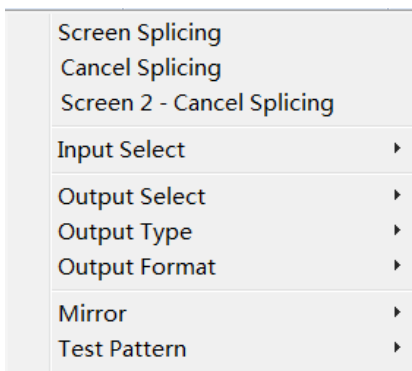 Screen Splicing
Cancel Splicing
Screen 2 - Cancel Splicing
Input Select
Output Select
Output Type
Output Format
Mirror
Test Pattern